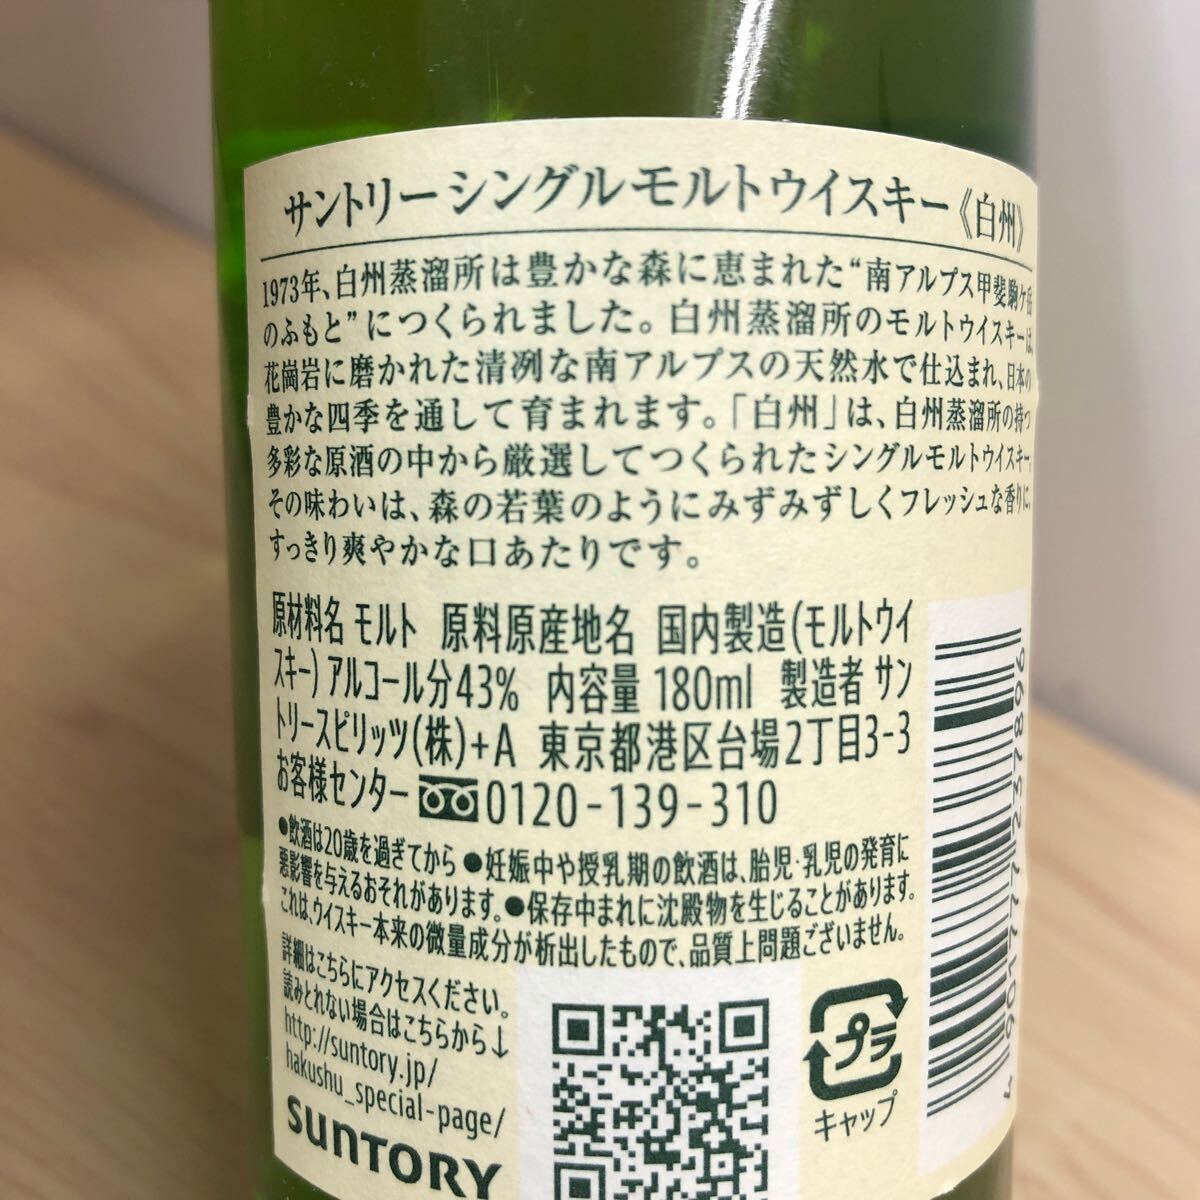 サントリーシングルモルトウイスキー《白州》
1973年、白州蒸溜所は豊かな森に恵まれた“南アルプス甲斐駒ケ岳
のふもと”につくられました。白州蒸溜所のモルトウイスキーは、
花崗岩に磨かれた清冽な南アルプスの天然水で仕込まれ、日本の
豊かな四季を通して育まれます。「白州」は、白州蒸溜所の持つ
多彩な原酒の中から厳選してつくられたシングルモルトウイスキー。
その味わいは、森の若葉のようにみずみずしくフレッシュな香りに、
すっきり爽やかな口あたりです。
原材料名 モルト 原料原産地名 国内製造(モルトウイ
スキー) アルコール分43% 内容量 180ml 製造者 サン
トリースピリッツ(株)+A 東京都港区台場2丁目3-3
お客様センター 0120-139-310
●飲酒は20歳を過ぎてから ●妊娠中や授乳期の飲酒は、胎児・乳児の発育に
悪影響を与えるおそれがあります。●保存中まれに沈殿物を生じることがあります。
これは、ウイスキー本来の微量成分が析出したもので、品質上問題ございません。
詳細はこちらにアクセスください。
読みとれない場合はこちらから↓
http://suntory.jp/
hakushu_special-page/
SUNTORY
プラ
キャップ
4 901777 237896